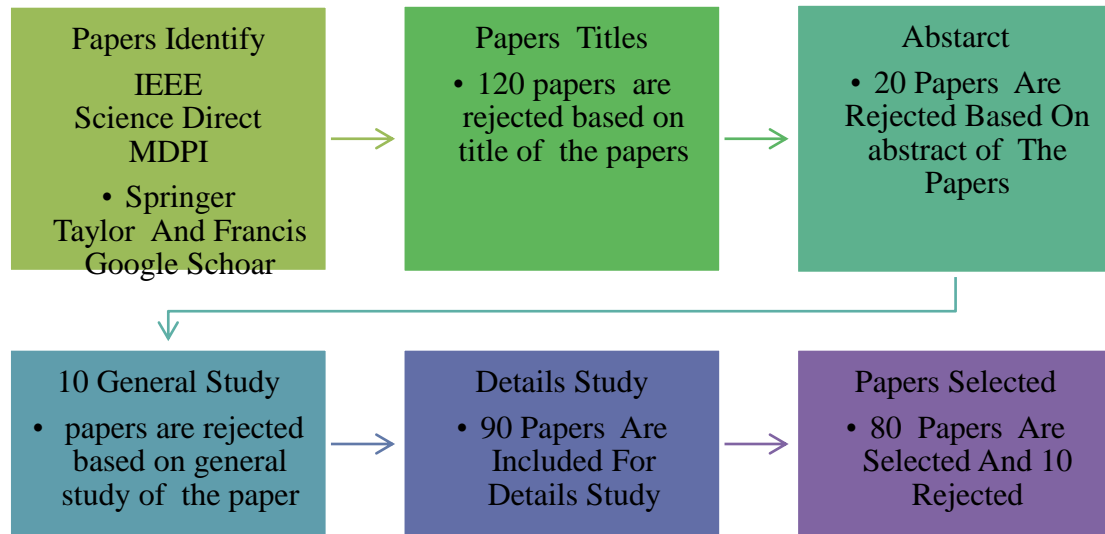 Papers Identify
IEEE
Science Direct
MDPI
• Springer
Taylor And Francis
Google Schoar
Papers Titles
• 120 papers are
rejected based on
title of the papers
Abstarct
• 20 Papers Are
Rejected Based On
abstract of The
Papers
10 General Study
• papers are rejected
based on general
study of the paper
Details Study
• 90 Papers Are
Included For
Details Study
Papers Selected
• 80 Papers Are
Selected And 10
Rejected